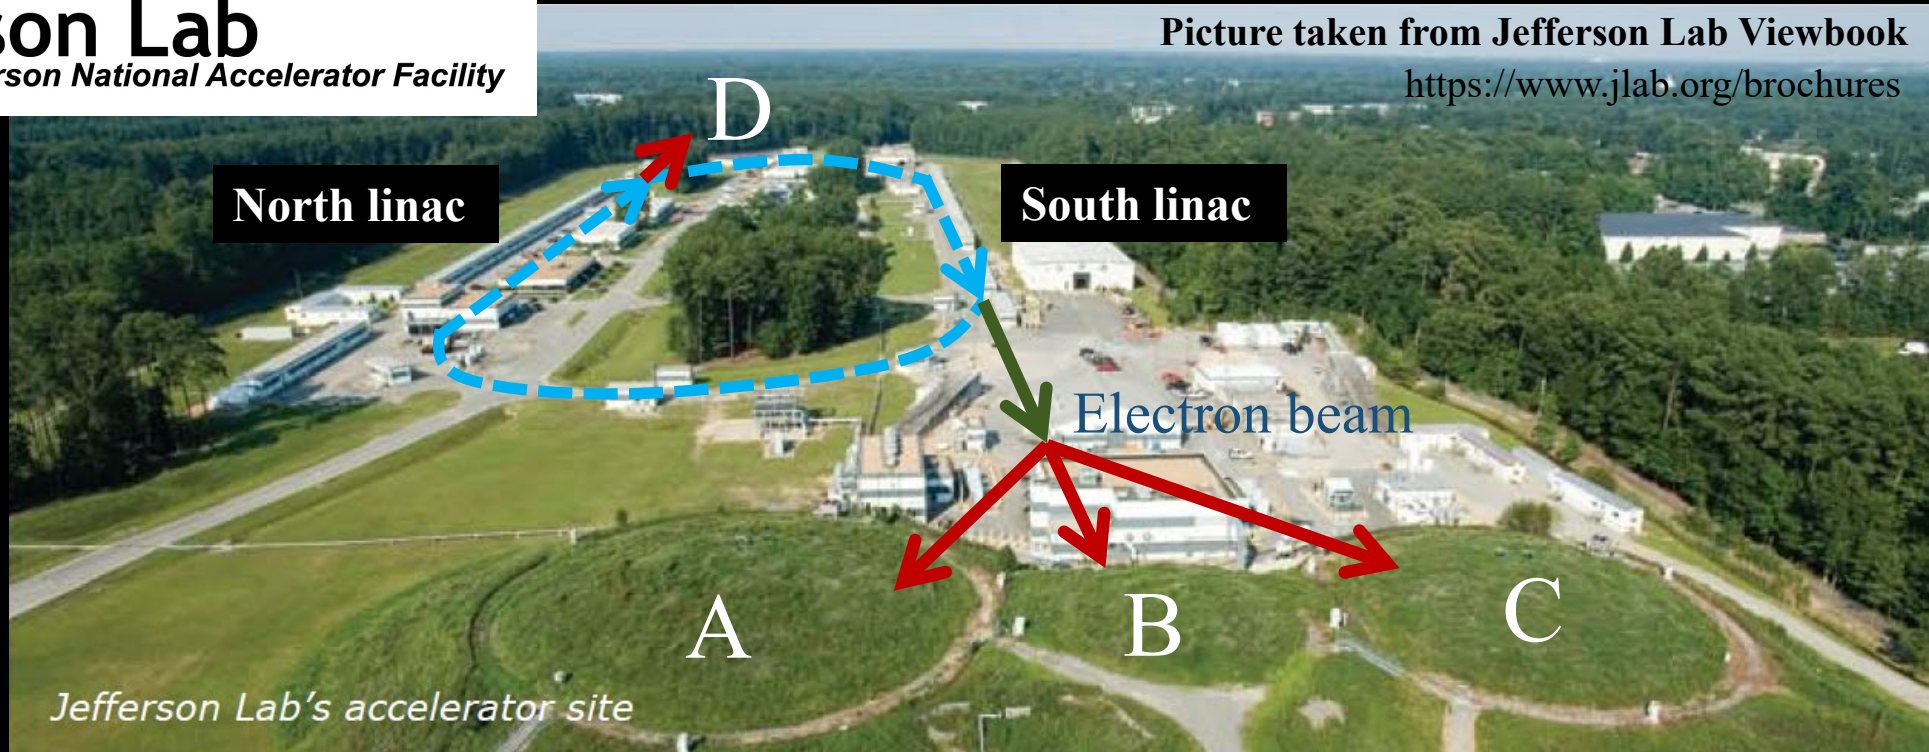 son Lab
rson National Accelerator Facility
Picture taken from Jefferson Lab Viewbook
https://www.jlab.org/brochures
D
North linac
South linac
Electron beam
A
B
C
Jefferson Lab's accelerator site